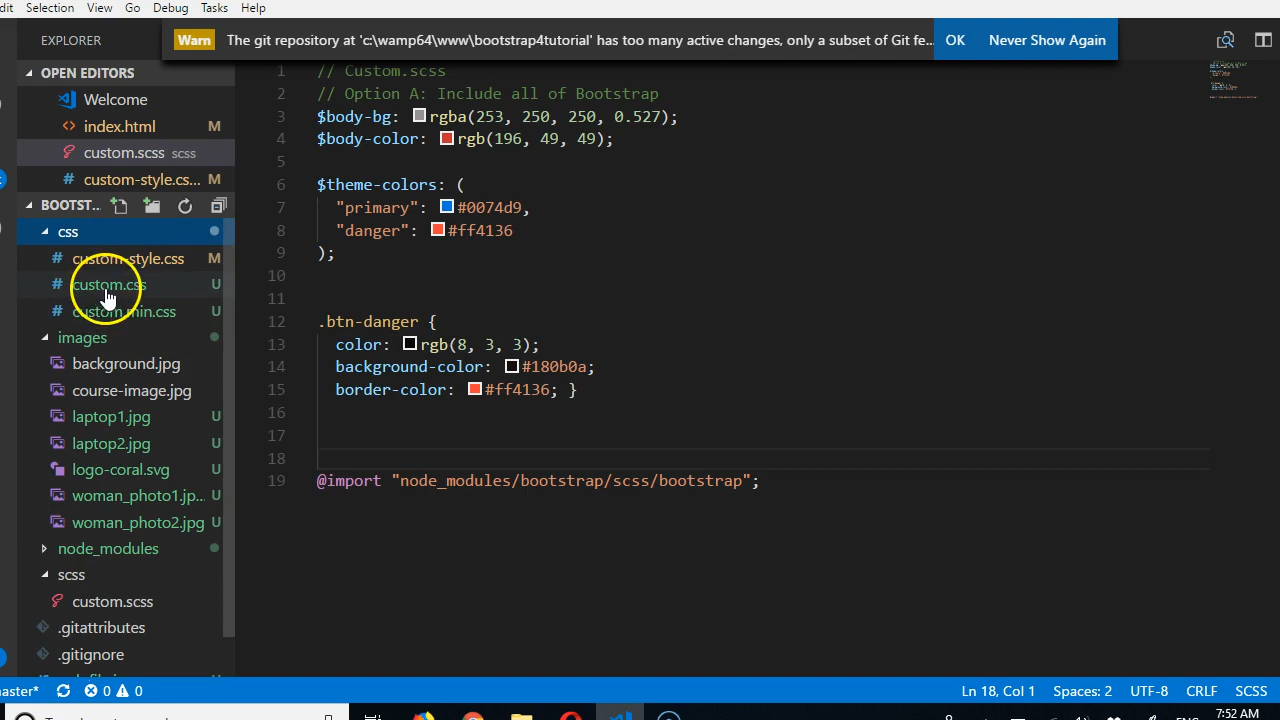 dit Selection View Go Debug Tasks Help
EXPLORER
Warn The git repository at 'c:\wamp64\www\bootstrap4tutorial' has too many active changes, only a subset of Git fe... OK Never Show Again
OPEN EDITORS
Welcome
index.html M
custom.scss scss
custom-style.cs... M
BOOTST...
css
custom-style.css M
custom.css U
custom.min.css U
images
background.jpg
course-image.jpg
laptop1.jpg U
laptop2.jpg U
logo-coral.svg U
woman_photo1.jp... U
woman_photo2.jpg U
node_modules
scss
custom.scss
.gitattributes
.gitignore
1 // Custom.scss
2 // Option A: Include all of Bootstrap
3 $body-bg: rgba(253, 250, 250, 0.527);
4 $body-color: rgb(196, 49, 49);
5
6 $theme-colors: (
7 "primary": #0074d9,
8 "danger": #ff4136
9 );
10
11
12 .btn-danger {
13 color: rgb(8, 3, 3);
14 background-color: #180b0a;
15 border-color: #ff4136; }
16
17
18
19 @import "node_modules/bootstrap/scss/bootstrap";
aster* 0 0 Ln 18, Col 1 Spaces: 2 UTF-8 CRLF SCSS
7:52 AM